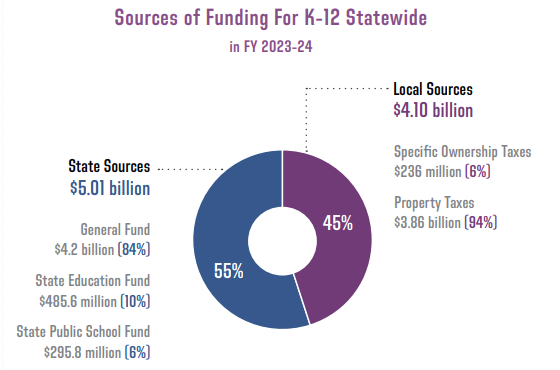 Sources of Funding For K-12 Statewide
in FY 2023-24
Local Sources
$4.10 billion
Specific Ownership Taxes
$236 million (6%)
Property Taxes
$3.86 billion (94%)
State Sources
$5.01 billion
General Fund
$4.2 billion (84%)
State Education Fund
$485.6 million (10%)
State Public School Fund
$295.8 million (6%)
45%
55%